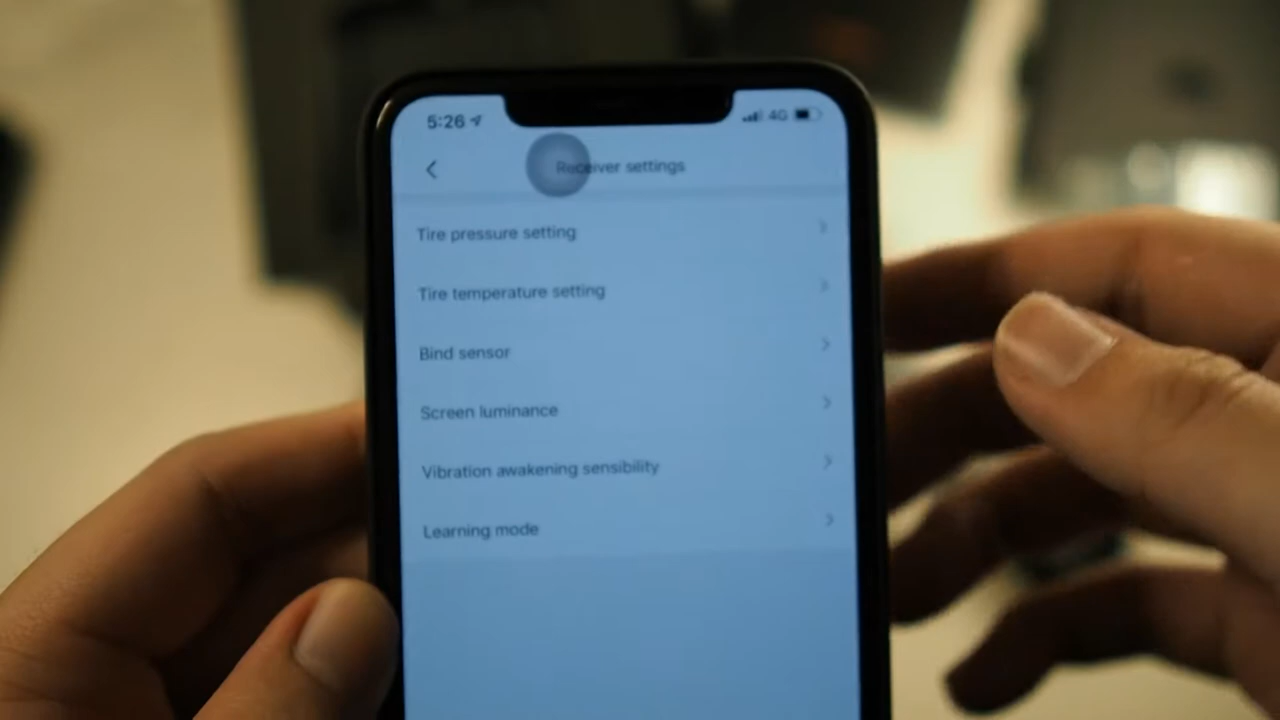 5:26 4G
Receiver settings
Tire pressure setting
Tire temperature setting
Bind sensor
Screen luminance
Vibration awakening sensibility
Learning mode